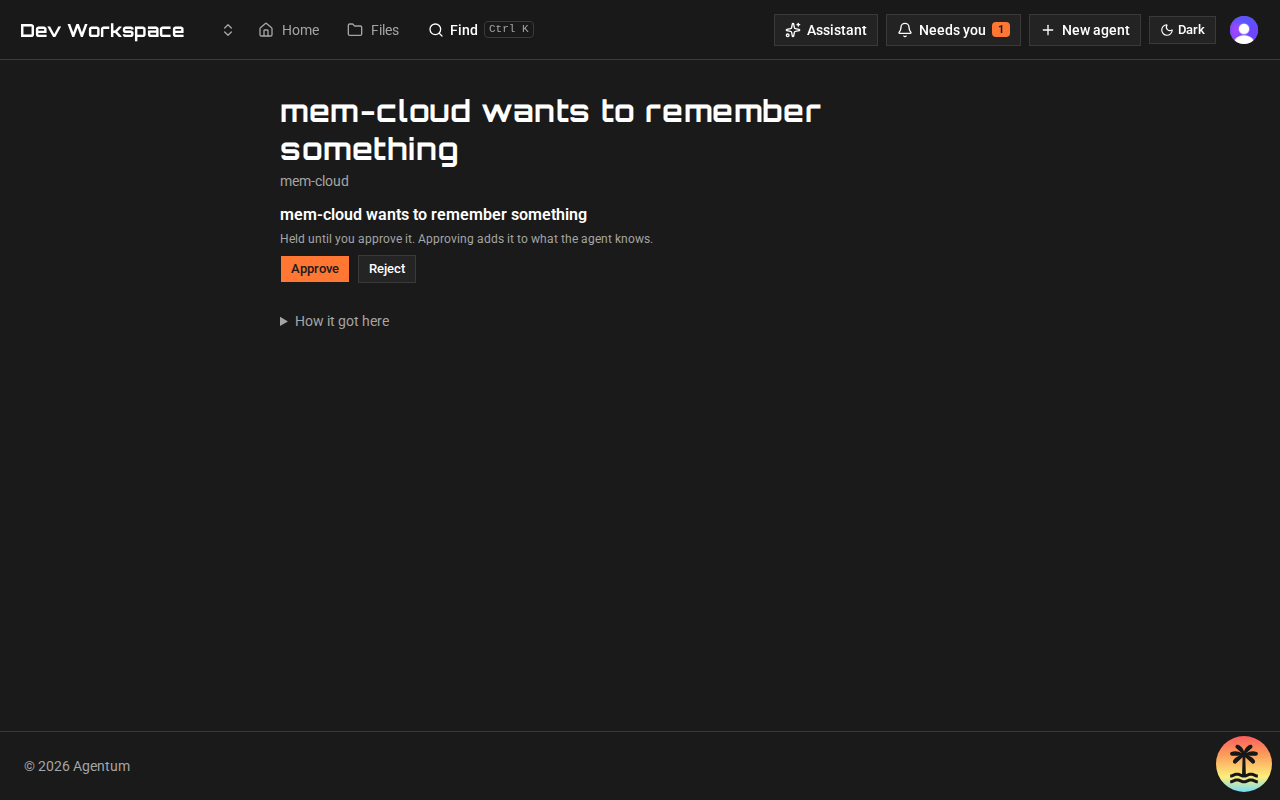 Dev Workspace
Home
Files
Find Ctrl K
Assistant
Needs you 1
New agent
Dark
mem-cloud wants to remember
something
mem-cloud
mem-cloud wants to remember something
Held until you approve it. Approving adds it to what the agent knows.
Approve
Reject
How it got here
© 2026 Agentum